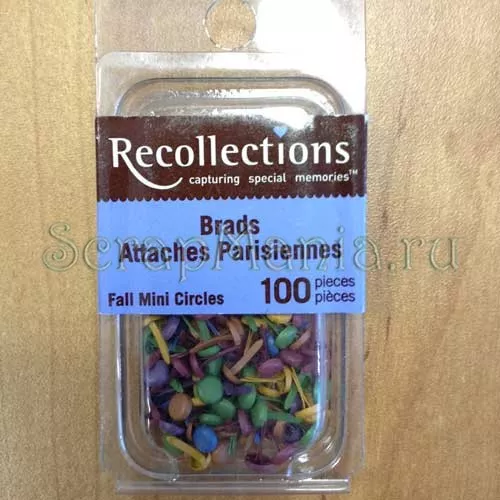 Recollections
capturing special memories™
Brads
Attaches Parisiennes
ScrapMania.ru
Fall Mini Circles 100 pieces
pièces